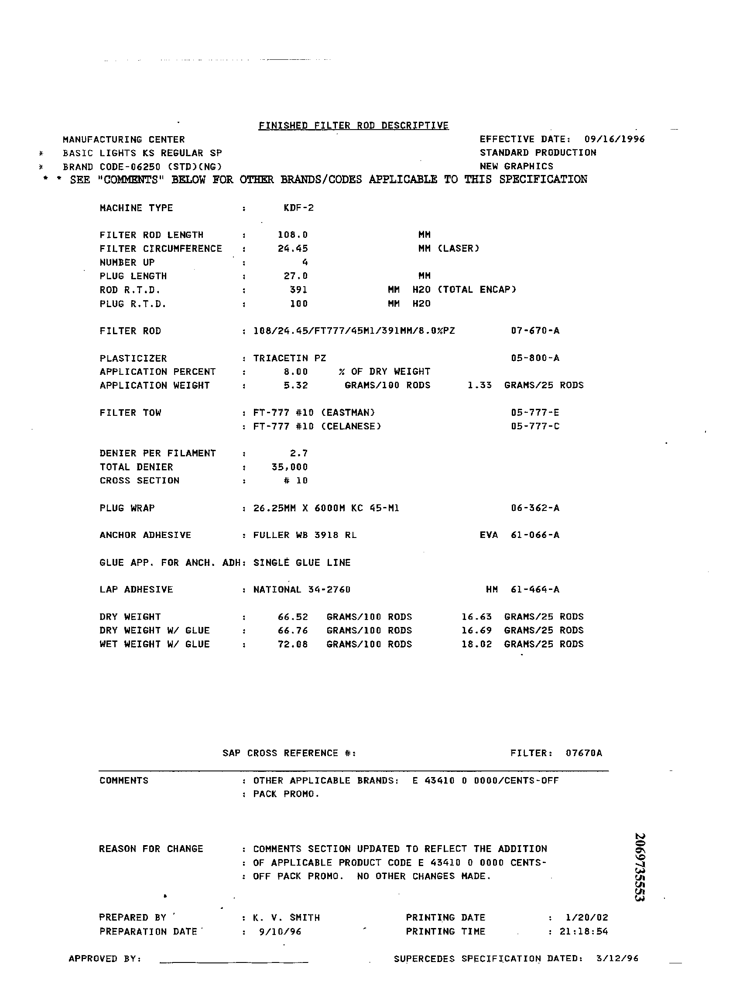 FINISHED FILTER ROD DESCRIPTIVE
MANUFACTURING CENTER EFFECTIVE DATE: 09/16/1996
* BASIC LIGHTS KS REGULAR SP STANDARD PRODUCTION
* BRAND CODE-06250 (STD)(NG) NEW GRAPHICS
* * SEE "COMMENTS" BELOW FOR OTHER BRANDS/CODES APPLICABLE TO THIS SPECIFICATION
MACHINE TYPE : KDF-2
FILTER ROD LENGTH : 108.0 MM
FILTER CIRCUMFERENCE : 24.45 MM (LASER)
NUMBER UP : 4
PLUG LENGTH : 27.0 MM
ROD R.T.D. : 391 MM H2O (TOTAL ENCAP)
PLUG R.T.D. : 100 MM H2O
FILTER ROD : 108/24.45/FT777/45M1/391MM/8.0%PZ 07-670-A
PLASTICIZER : TRIACETIN PZ 05-800-A
APPLICATION PERCENT : 8.00 % OF DRY WEIGHT
APPLICATION WEIGHT : 5.32 GRAMS/100 RODS 1.33 GRAMS/25 RODS
FILTER TOW : FT-777 #10 (EASTMAN) 05-777-E
: FT-777 #10 (CELANESE) 05-777-C
DENIER PER FILAMENT : 2.7
TOTAL DENIER : 35,000
CROSS SECTION : # 10
PLUG WRAP : 26.25MM X 6000M KC 45-M1 06-362-A
ANCHOR ADHESIVE : FULLER WB 3918 RL EVA 61-066-A
GLUE APP. FOR ANCH. ADH: SINGLE GLUE LINE
LAP ADHESIVE : NATIONAL 34-2760 HM 61-464-A
DRY WEIGHT : 66.52 GRAMS/100 RODS 16.63 GRAMS/25 RODS
DRY WEIGHT W/ GLUE : 66.76 GRAMS/100 RODS 16.69 GRAMS/25 RODS
WET WEIGHT W/ GLUE : 72.08 GRAMS/100 RODS 18.02 GRAMS/25 RODS
SAP CROSS REFERENCE #: FILTER: 07670A
COMMENTS : OTHER APPLICABLE BRANDS: E 43410 0 0000/CENTS-OFF
: PACK PROMO.
REASON FOR CHANGE : COMMENTS SECTION UPDATED TO REFLECT THE ADDITION
: OF APPLICABLE PRODUCT CODE E 43410 0 0000 CENTS-
: OFF PACK PROMO. NO OTHER CHANGES MADE.
2069735553
PREPARED BY : K. V. SMITH PRINTING DATE : 1/20/02
PREPARATION DATE : 9/10/96 PRINTING TIME : 21:18:54
APPROVED BY: SUPERCEDES SPECIFICATION DATED: 3/12/96